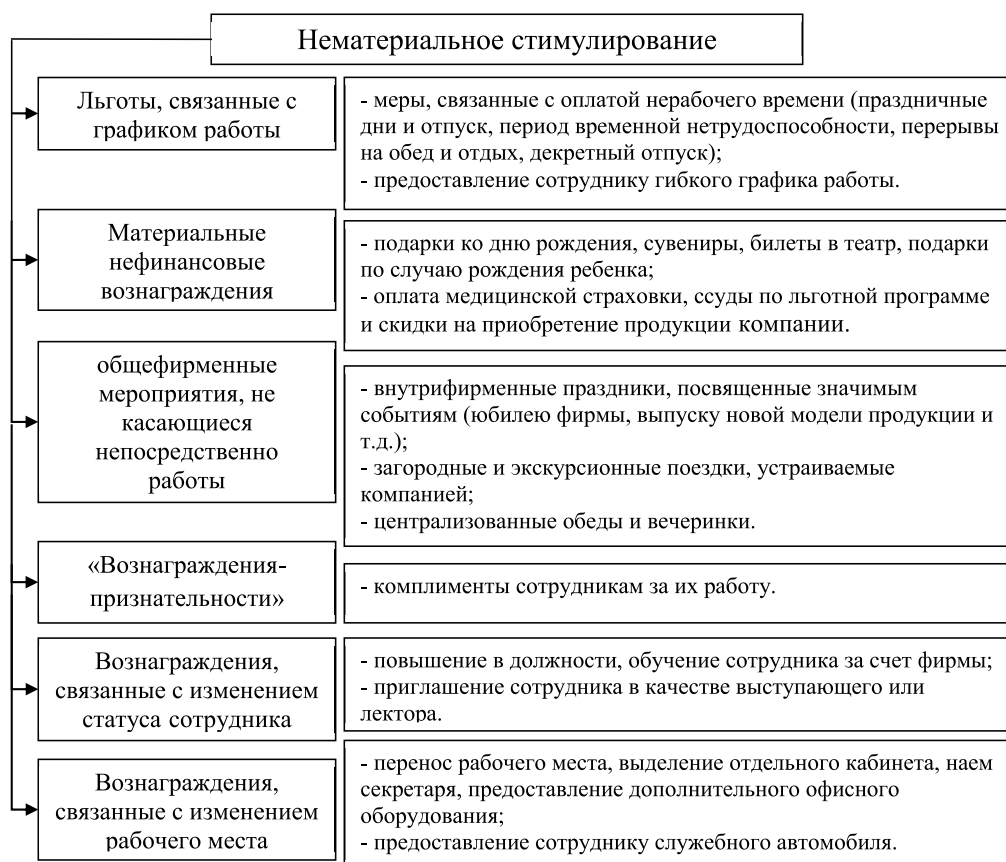 Нематериальное стимулирование
Льготы, связанные с
графиком работы
- меры, связанные с оплатой нерабочего времени (праздничные
дни и отпуск, период временной нетрудоспособности, перерывы
на обед и отдых, декретный отпуск);
- предоставление сотруднику гибкого графика работы.
Материальные
нефинансовые
вознаграждения
- подарки ко дню рождения, сувениры, билеты в театр, подарки
по случаю рождения ребенка;
- оплата медицинской страховки, ссуды по льготной программе
и скидки на приобретение продукции компании.
общефирменные
мероприятия, не
касающиеся
непосредственно
работы
- внутрифирменные праздники, посвященные значимым
событиям (юбилею фирмы, выпуску новой модели продукции и
т.д.);
- загородные и экскурсионные поездки, устраиваемые
компанией;
- централизованные обеды и вечеринки.
«Вознаграждения-
признательности»
- комплименты сотрудникам за их работу.
Вознаграждения,
связанные с изменением
статуса сотрудника
- повышение в должности, обучение сотрудника за счет фирмы;
- приглашение сотрудника в качестве выступающего или
лектора.
Вознаграждения,
связанные с изменением
рабочего места
- перенос рабочего места, выделение отдельного кабинета, наем
секретаря, предоставление дополнительного офисного
оборудования;
- предоставление сотруднику служебного автомобиля.